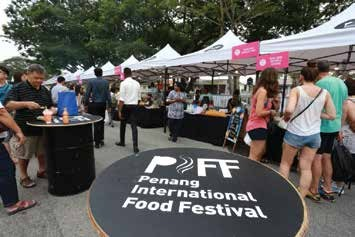 PIFF
Penang
International
Food Festival